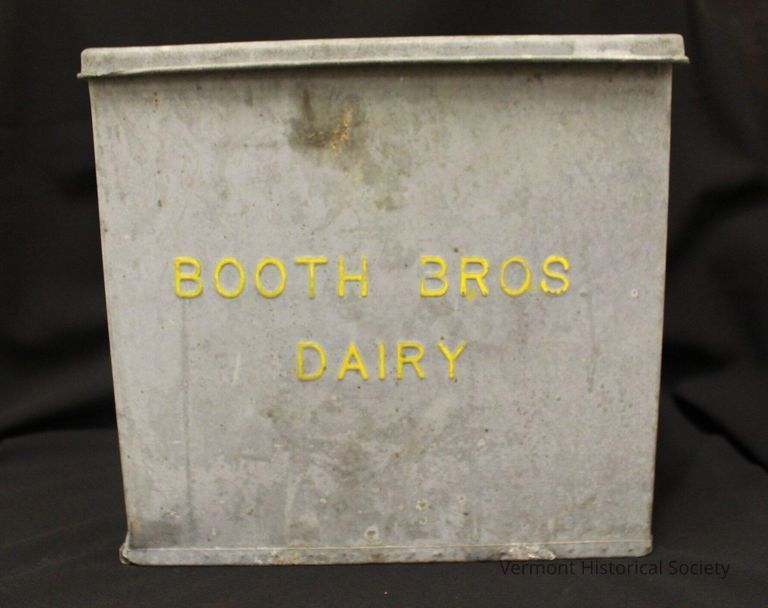 BOOTH BROS
DAIRY
Vermont Historical Society